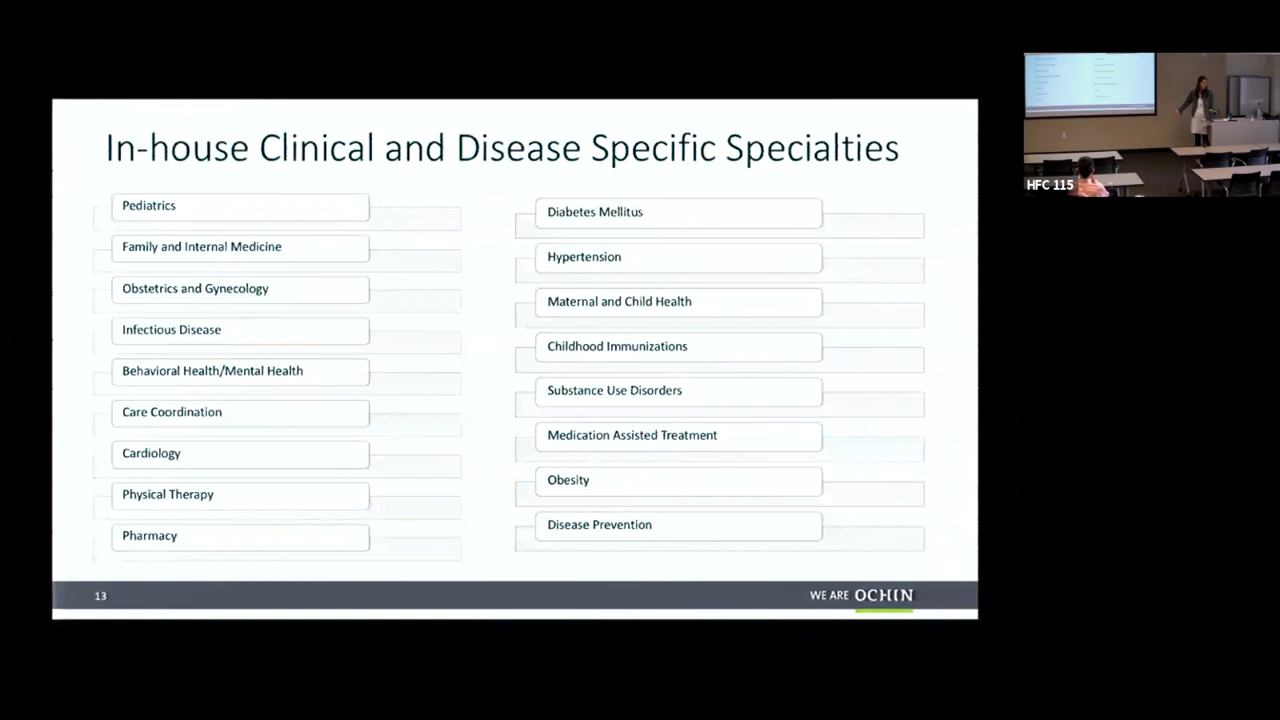 In-house Clinical and Disease Specific Specialties
Pediatrics
Family and Internal Medicine
Obstetrics and Gynecology
Infectious Disease
Behavioral Health/Mental Health
Care Coordination
Cardiology
Physical Therapy
Pharmacy
Diabetes Mellitus
Hypertension
Maternal and Child Health
Childhood Immunizations
Substance Use Disorders
Medication Assisted Treatment
Obesity
Disease Prevention
13
WE ARE OCHIN
HFC 115